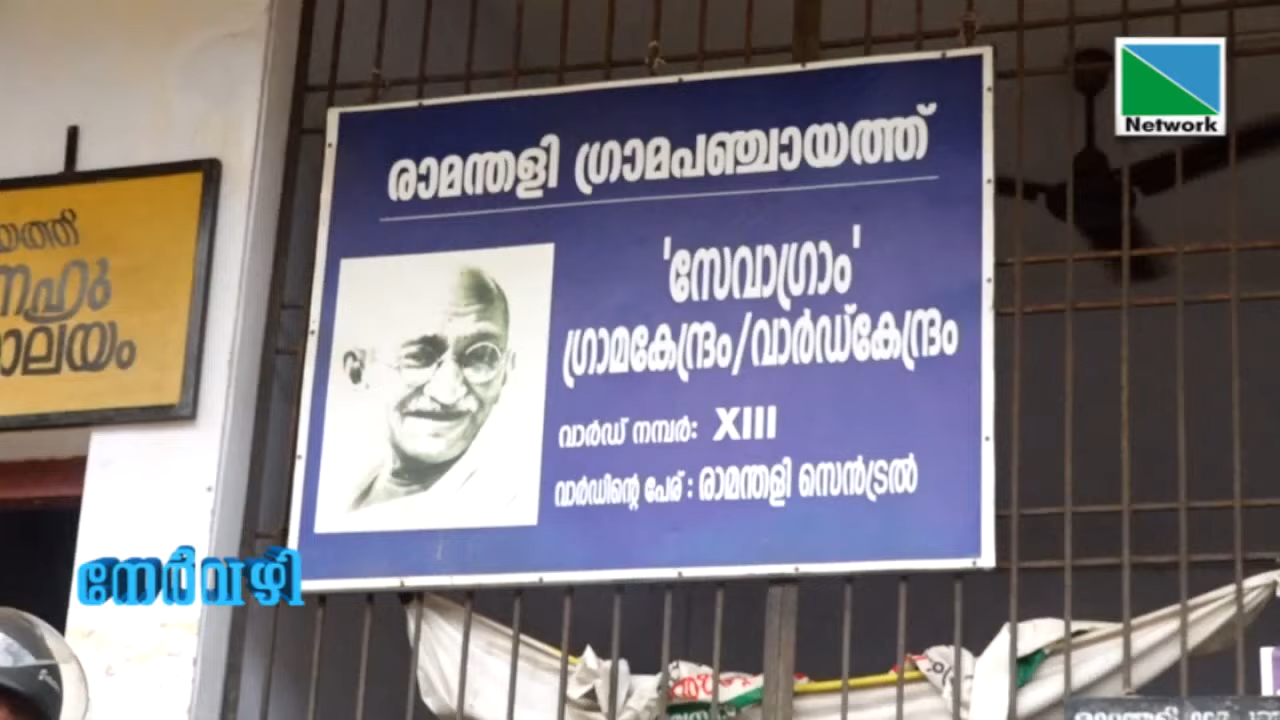 രാമന്തളി ഗ്രാമപഞ്ചായത്ത്
'സേവാഗ്രാം'
ഗ്രാമകേന്ദ്രം/വാർഡ്കേന്ദ്രം
വാർഡ് നമ്പർ: XIII
വാർഡിന്റെ പേര് : രാമന്തളി സെൻട്രൽ
Network
നേർവഴി